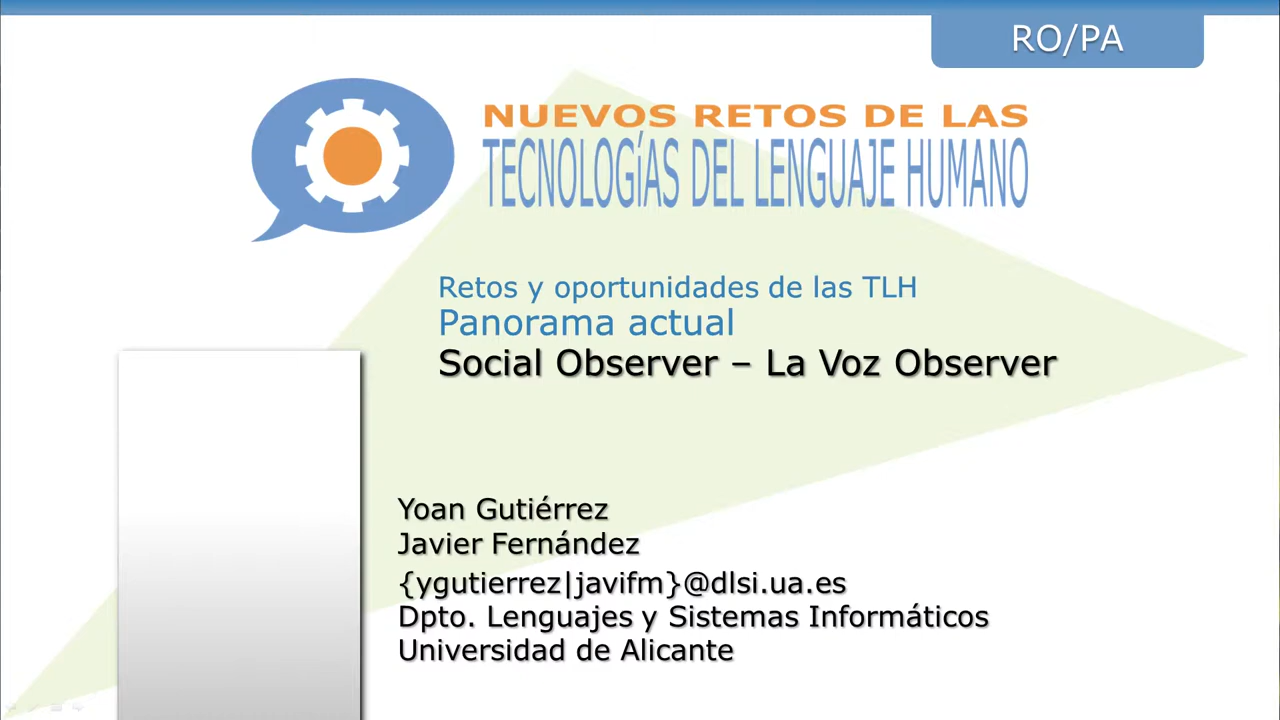 RO/PA
NUEVOS RETOS DE LAS
TECNOLOGíAS DEL LENGUAJE HUMANO
Retos y oportunidades de las TLH
Panorama actual
Social Observer – La Voz Observer
Yoan Gutiérrez
Javier Fernández
{ygutierrez|javifm}@dlsi.ua.es
Dpto. Lenguajes y Sistemas Informáticos
Universidad de Alicante